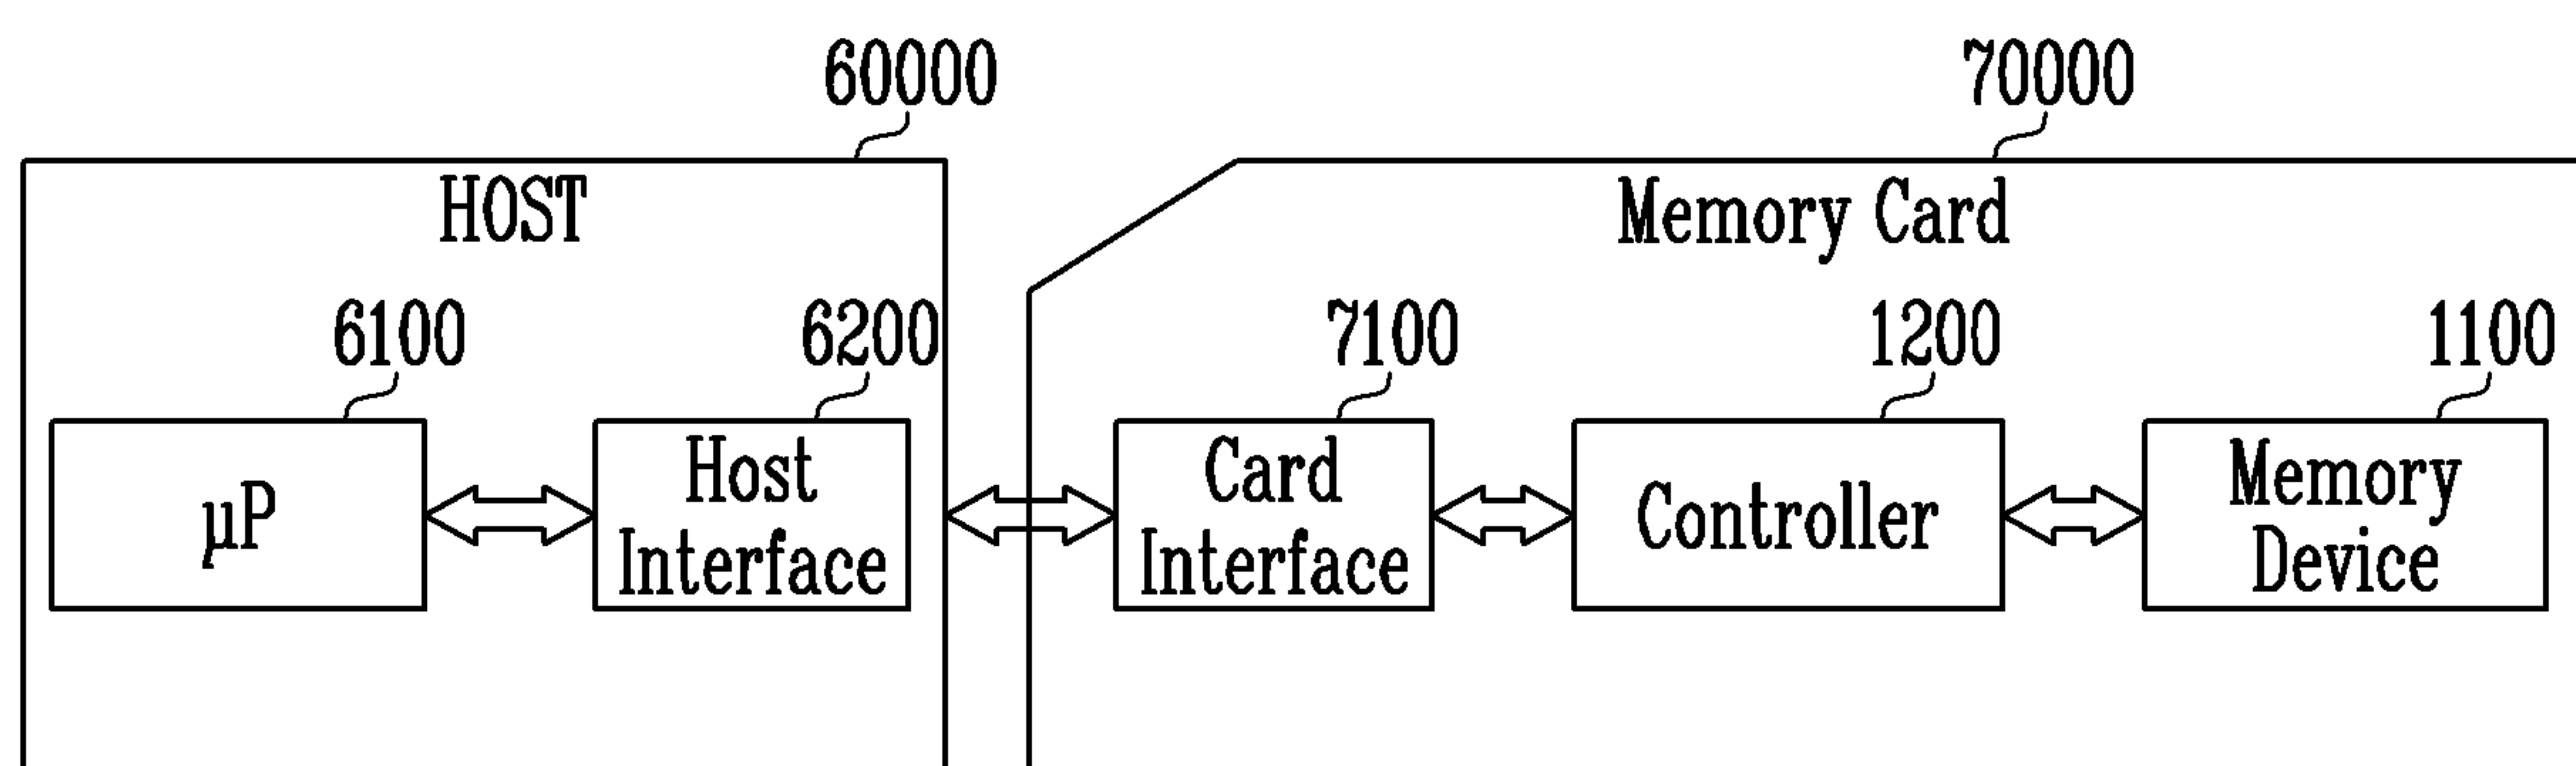 60000
70000
HOST
Memory Card
6100
6200
7100
1200
1100
µP
Host
Interface
Card
Interface
Controller
Memory
Device